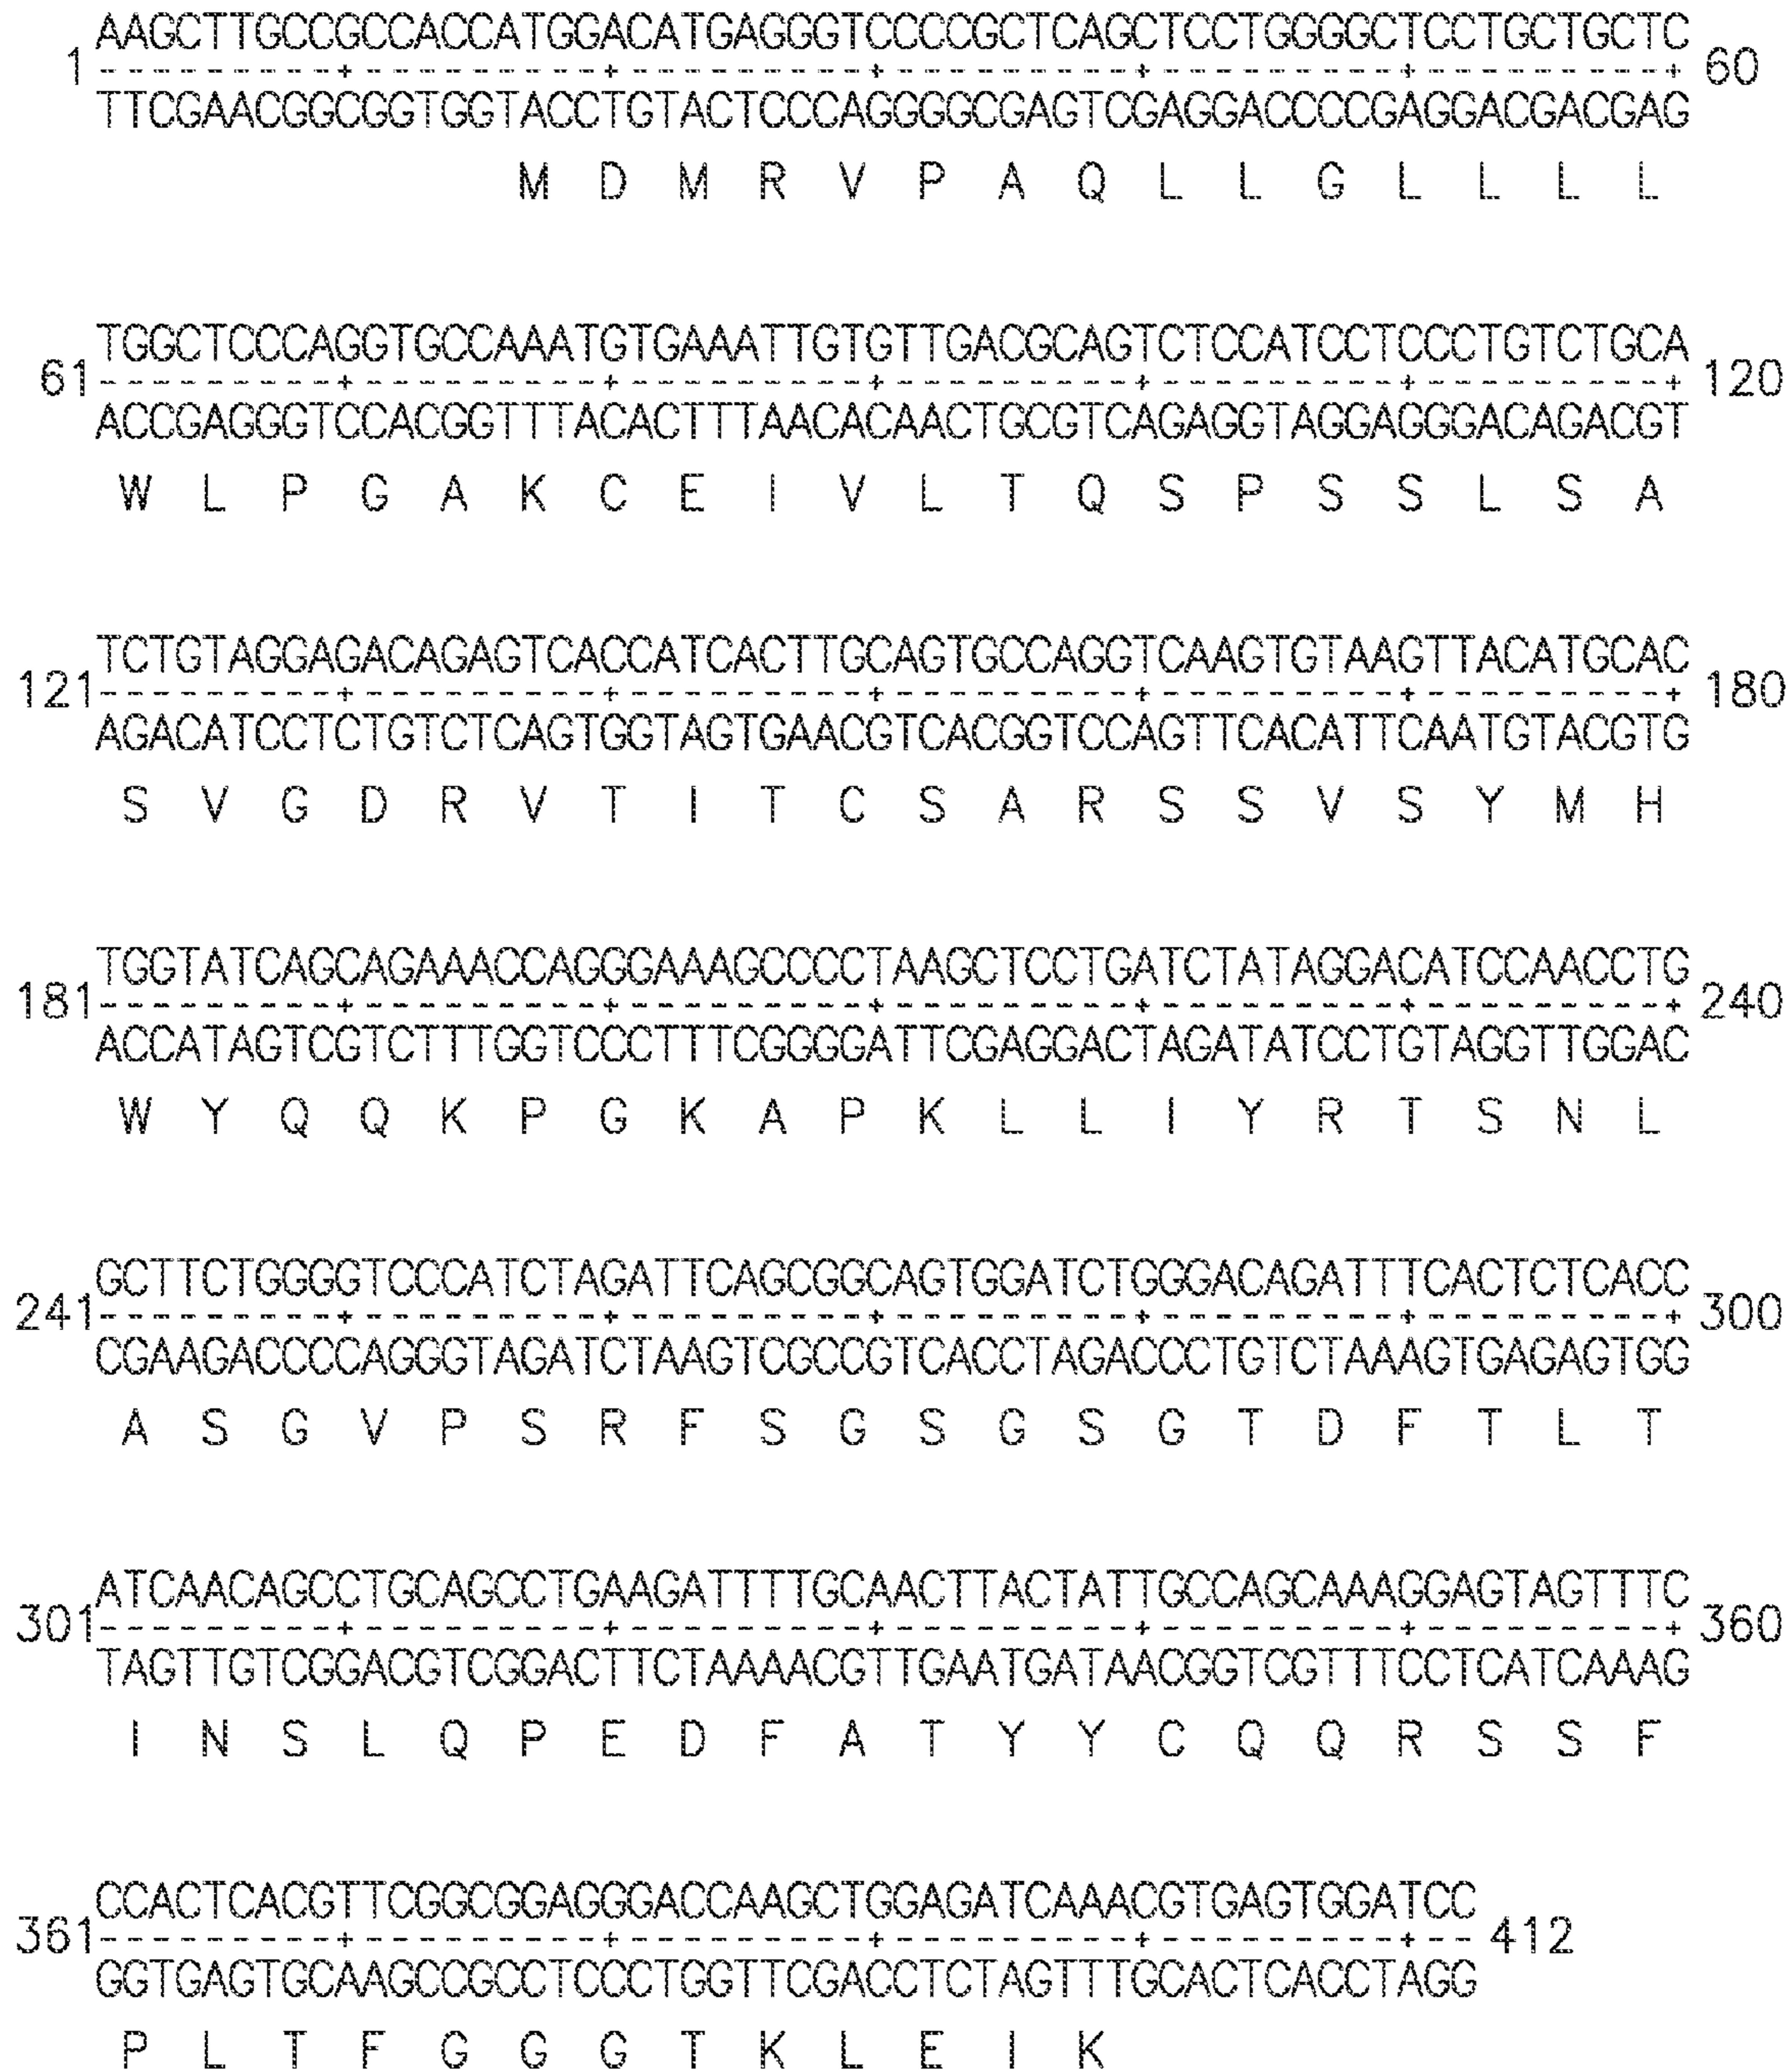 AAGCTTGCCGCCACCATGGACATGAGGGTCCCCGCTCAGCTCCTGGGGCTCCTGCTGCTC
1 ---------+---------+---------+---------+---------+---------+ 60
TTCGAACGGCGGTGGTACCTGTACTCCCAGGGGCGAGTCGAGGACCCCGAGGACGACGAG
M D M R V P A Q L L G L L L L
TGGCTCCCAGGTGCCAAATGTGAAATTGTGTTGACGCAGTCTCCATCCTCCCTGTCTGCA
61 ---------+---------+---------+---------+---------+---------+ 120
ACCGAGGGTCCACGGTTTACACTTTAACACAACTGCGTCAGAGGTAGGAGGGACAGACGT
W L P G A K C E I V L T Q S P S S L S A
TCTGTAGGAGACAGAGTCACCATCACTTGCAGTGCCAGGTCAAGTGTAAGTTACATGCAC
121 ---------+---------+---------+---------+---------+---------+ 180
AGACATCCTCTGTCTCAGTGGTAGTGAACGTCACGGTCCAGTTCACATTCAATGTACGTG
S V G D R V T I T C S A R S S V S Y M H
TGGTATCAGCAGAAACCAGGGAAAGCCCCTAAGCTCCTGATCTATAGGACATCCAACCTG
181 ---------+---------+---------+---------+---------+---------+ 240
ACCATAGTCGTCTTTGGTCCCTTTCGGGGATTCGAGGACTAGATATCCTGTAGGTTGGAC
W Y Q Q K P G K A P K L L I Y R T S N L
GCTTCTGGGGTCCCATCTAGATTCAGCGGCAGTGGATCTGGGACAGATTTCACTCTCACC
241 ---------+---------+---------+---------+---------+---------+ 300
CGAAGACCCCAGGGTAGATCTAAGTCGCCGTCACCTAGACCCTGTCTAAAGTGAGAGTGG
A S G V P S R F S G S G S G T D F T L T
ATCAACAGCCTGCAGCCTGAAGATTTTGCAACTTACTATTGCCAGCAAAGGAGTAGTTTC
301 ---------+---------+---------+---------+---------+---------+ 360
TAGTTGTCGGACGTCGGACTTCTAAAACGTTGAATGATAACGGTCGTTTCCTCATCAAAG
I N S L Q P E D F A T Y Y C Q Q R S S F
CCACTCACGTTCGGCGGAGGGACCAAGCTGGAGATCAAACGTGAGTGGATCC
361 ---------+---------+---------+---------+---------+-- 412
GGTGAGTGCAAGCCGCCTCCCTGGTTCGACCTCTAGTTTGCACTCACCTAGG
P L T F G G G T K L E I K